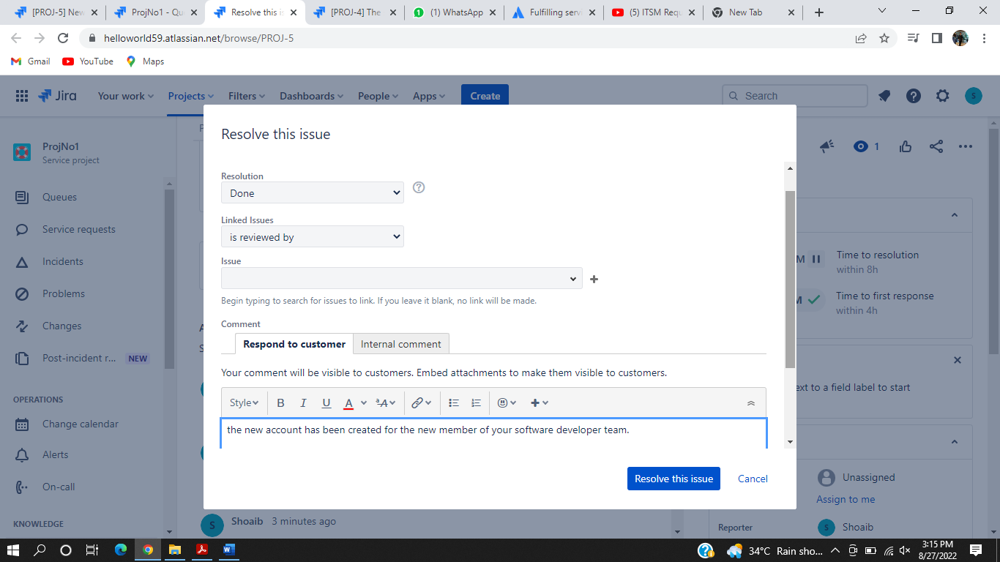 [PROJ-5] New
ProjNo1 - Qu
Resolve this i
[PROJ-4] The
(1) WhatsApp
Fulfilling serv
(5) ITSM Req
New Tab
helloworld59.atlassian.net/browse/PROJ-5
Gmail YouTube Maps
Jira Your work Projects Filters Dashboards People Apps Create Search S
ProjNo1
Service project
Queues
Service requests
Incidents
Problems
Changes
Post-incident r... NEW
OPERATIONS
Change calendar
Alerts
On-call
KNOWLEDGE
Resolve this issue
Resolution
Done
Linked Issues
is reviewed by
Issue
Begin typing to search for issues to link. If you leave it blank, no link will be made.
Comment
Respond to customer Internal comment
Your comment will be visible to customers. Embed attachments to make them visible to customers.
Style B I U A A
the new account has been created for the new member of your software developer team.
Resolve this issue Cancel
1
M Time to resolution
within 8h
M Time to first response
within 4h
ext to a field label to start
Unassigned
Assign to me
Reporter S Shoaib
S Shoaib 3 minutes ago
34°C Rain sho...
3:15 PM
8/27/2022